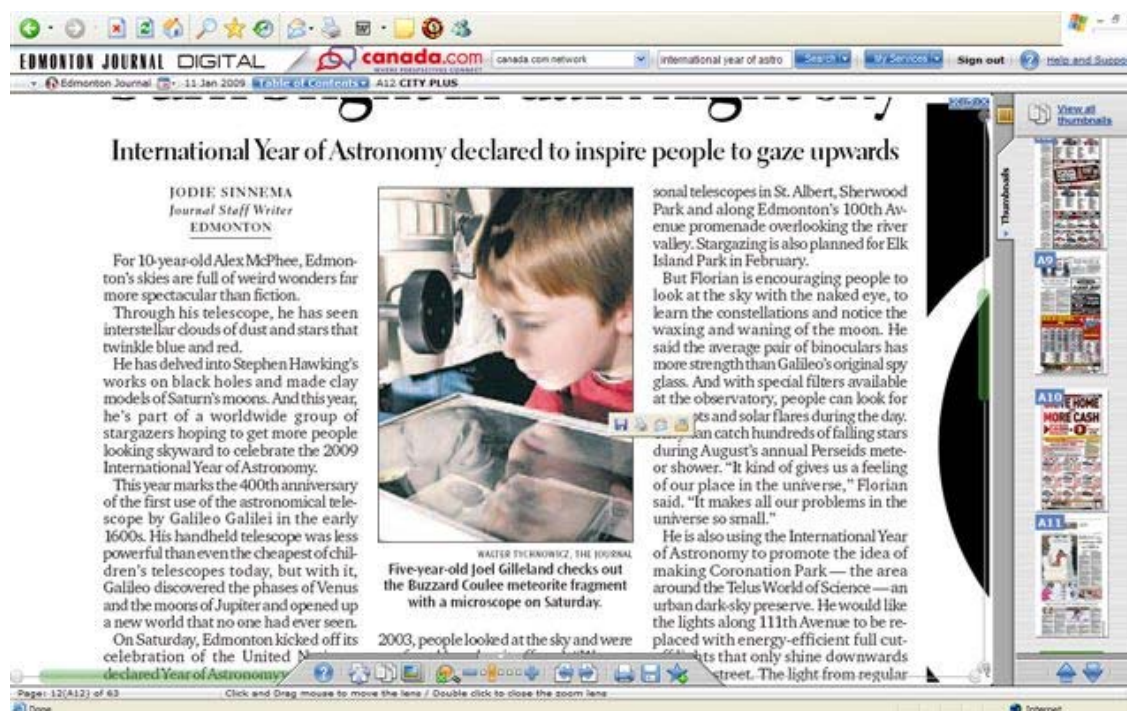 EDMONTON JOURNAL DIGITAL
canada.com
WHERE PERSPECTIVES CONNECT
canada.com network
international year of astro
Search
My Services
Sign out
Help and Suppo
Edmonton Journal
11 Jan 2009
Table of Contents
A12 CITY PLUS
View all
thumbnails
Thumbnails
A9
A10
MORE CASH
A11
International Year of Astronomy declared to inspire people to gaze upwards
JODIE SINNEMA
Journal Staff Writer
EDMONTON
For 10-year-old Alex McPhee, Edmon-
ton's skies are full of weird wonders far
more spectacular than fiction.
Through his telescope, he has seen
interstellar clouds of dust and stars that
twinkle blue and red.
He has delved into Stephen Hawking's
works on black holes and made clay
models of Saturn's moons. And this year,
he's part of a worldwide group of
stargazers hoping to get more people
looking skyward to celebrate the 2009
International Year of Astronomy.
This year marks the 400th anniversary
of the first use of the astronomical tele-
scope by Galileo Galilei in the early
1600s. His handheld telescope was less
powerful than even the cheapest of chil-
dren's telescopes today, but with it,
Galileo discovered the phases of Venus
and the moons of Jupiter and opened up
a new world that no one had ever seen.
On Saturday, Edmonton kicked off its
celebration of the United
declared Year of Astronomy
WALTER TYCHNOWICZ, THE JOURNAL
Five-year-old Joel Gilleland checks out
the Buzzard Coulee meteorite fragment
with a microscope on Saturday.
2003, people looked at the sky and were
sonal telescopes in St. Albert, Sherwood
Park and along Edmonton's 100th Av-
enue promenade overlooking the river
valley. Stargazing is also planned for Elk
Island Park in February.
But Florian is encouraging people to
look at the sky with the naked eye, to
learn the constellations and notice the
waxing and waning of the moon. He
said the average pair of binoculars has
more strength than Galileo's original spy
glass. And with special filters available
at the observatory, people can look for
ots and solar flares during the day.
can catch hundreds of falling stars
during August's annual Perseids mete-
or shower. "It kind of gives us a feeling
of our place in the universe," Florian
said. "It makes all our problems in the
universe so small."
He is also using the International Year
of Astronomy to promote the idea of
making Coronation Park — the area
around the Telus World of Science — an
urban dark-sky preserve. He would like
the lights along 111th Avenue to be re-
placed with energy-efficient full cut-
that only shine downwards
street. The light from regular
Page: 12(A12) of 63
Click and Drag mouse to move the lens / Double click to close the zoom lens
Done
Internet